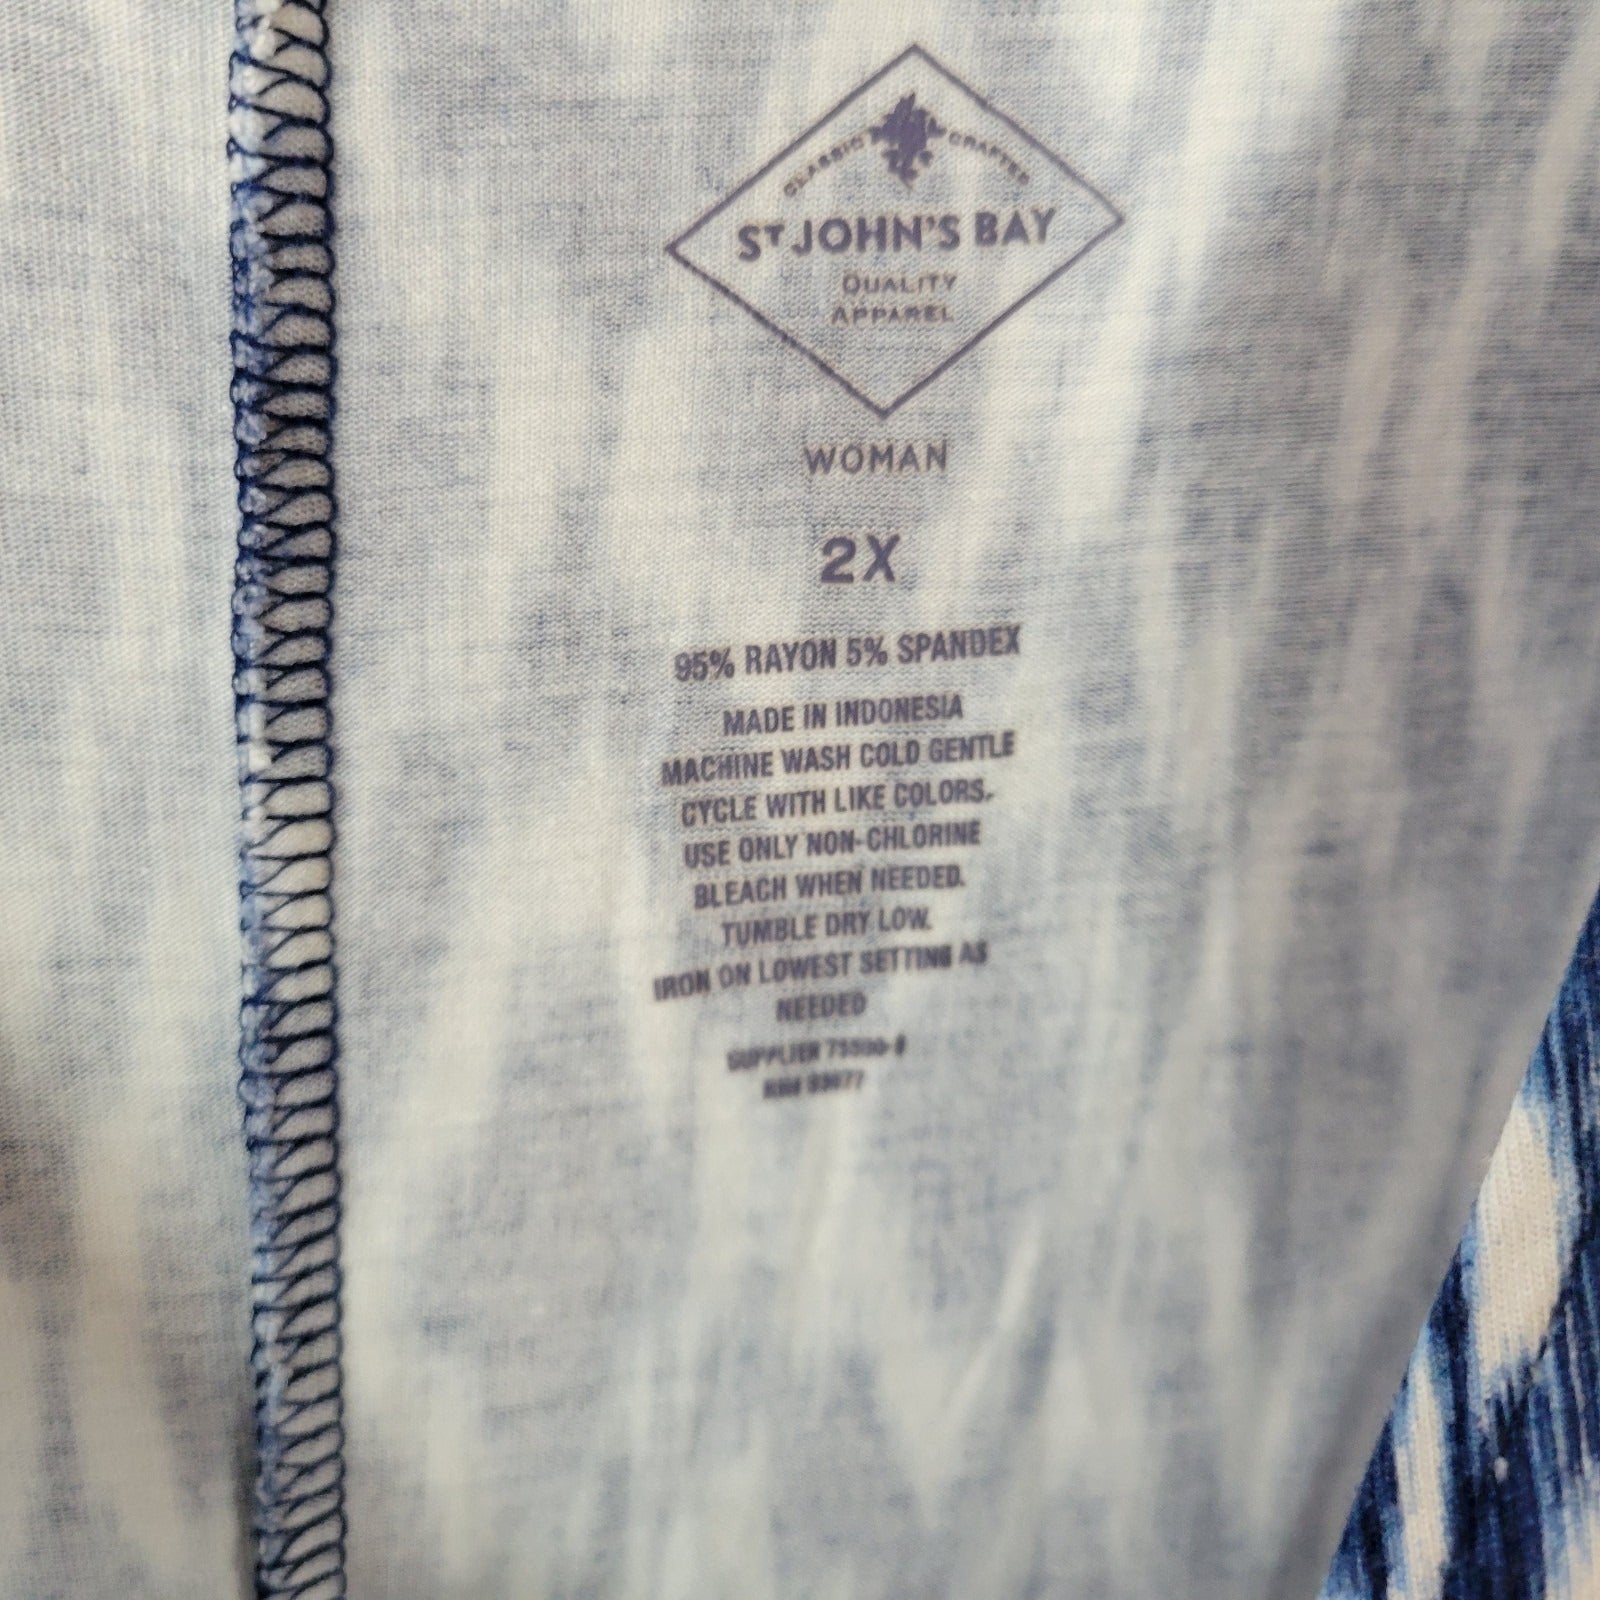 CLASSIC CRAFTED
ST JOHN'S BAY
QUALITY
APPAREL
WOMAN
2X
95% RAYON 5% SPANDEX
MADE IN INDONESIA
MACHINE WASH COLD GENTLE
CYCLE WITH LIKE COLORS.
USE ONLY NON-CHLORINE
BLEACH WHEN NEEDED.
TUMBLE DRY LOW.
IRON ON LOWEST SETTING AS
NEEDED
SUPPLIER